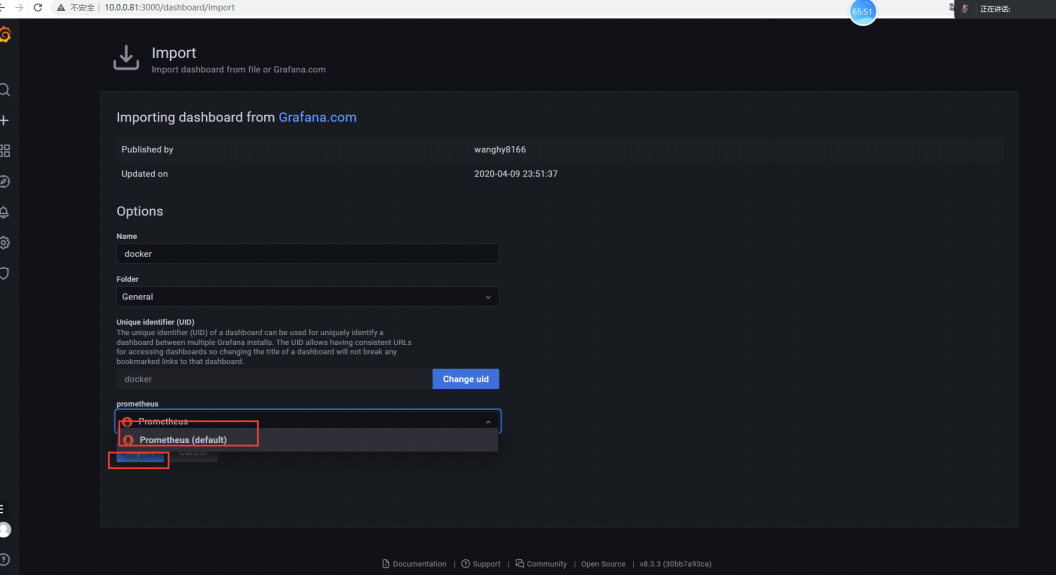 不安全 10.0.0.81:3000/dashboard/import
65:51
正在讲话:
Import
Import dashboard from file or Grafana.com
Importing dashboard from Grafana.com
Published by wanghy8166
Updated on 2020-04-09 23:51:37
Options
Name
docker
Folder
General
Unique identifier (UID)
The unique identifier (UID) of a dashboard can be used for uniquely identify a
dashboard between multiple Grafana installs. The UID allows having consistent URLs
for accessing dashboards so changing the title of a dashboard will not break any
bookmarked links to that dashboard.
docker Change uid
prometheus
Prometheus
Prometheus (default)
Import Cancel
Documentation | Support | Community | Open Source | v8.3.3 (30bb7a93ca)